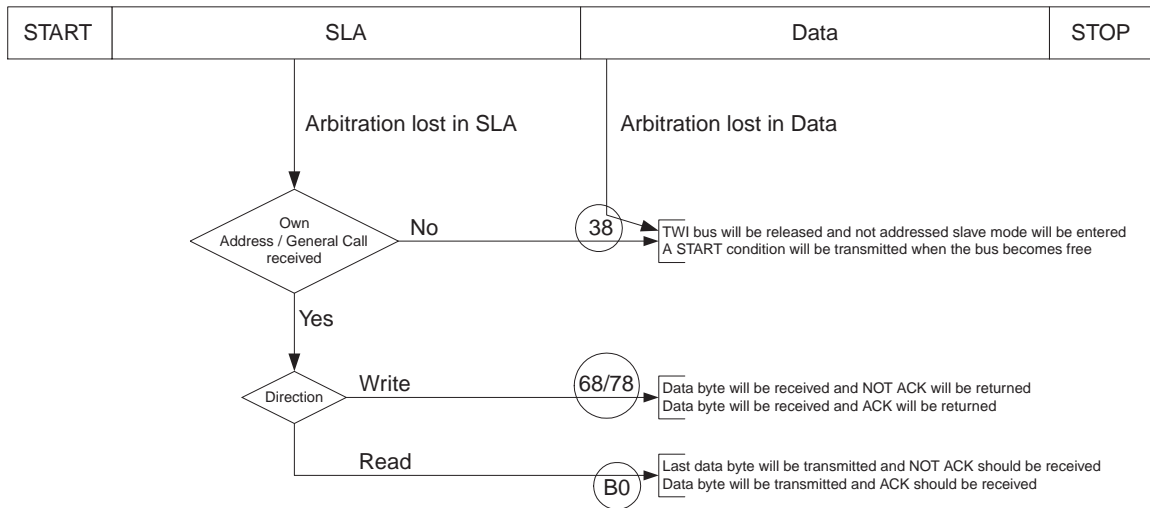 START
SLA
Data
STOP
Arbitration lost in SLA
Arbitration lost in Data
Own
Address / General Call
received
No
38
TWI bus will be released and not addressed slave mode will be entered
A START condition will be transmitted when the bus becomes free
Yes
Direction
Write
68/78
Data byte will be received and NOT ACK will be returned
Data byte will be received and ACK will be returned
Read
B0
Last data byte will be transmitted and NOT ACK should be received
Data byte will be transmitted and ACK should be received